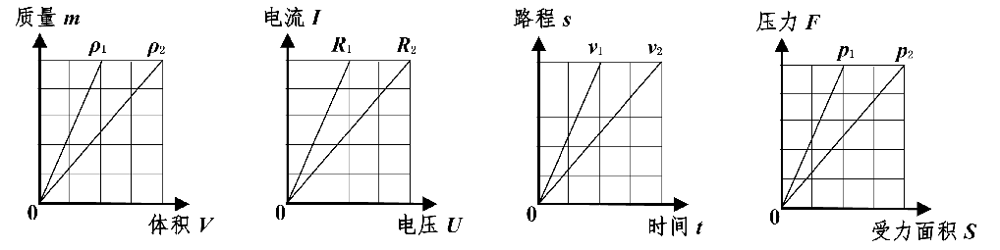 质量 m
ρ1 ρ2
0
体积 V
电流 I
R1 R2
0
电压 U
路程 s
v1 v2
0
时间 t
压力 F
p1 p2
0
受力面积 S